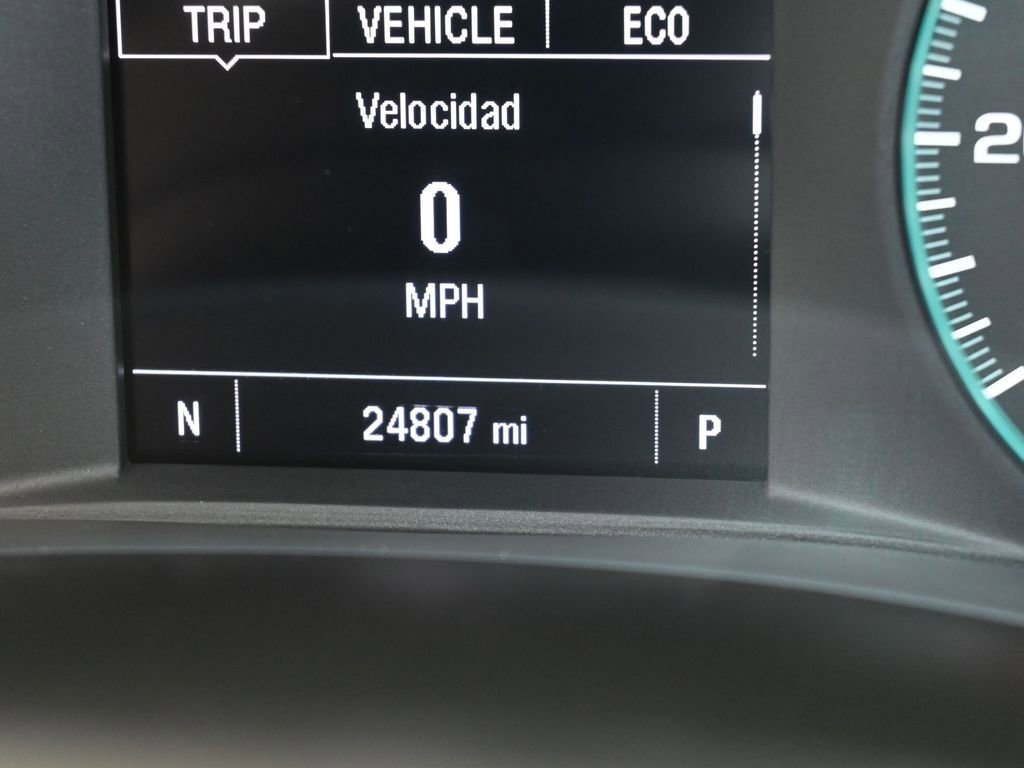 TRIP VEHICLE ECO
Velocidad
0
MPH
N 24807 mi P